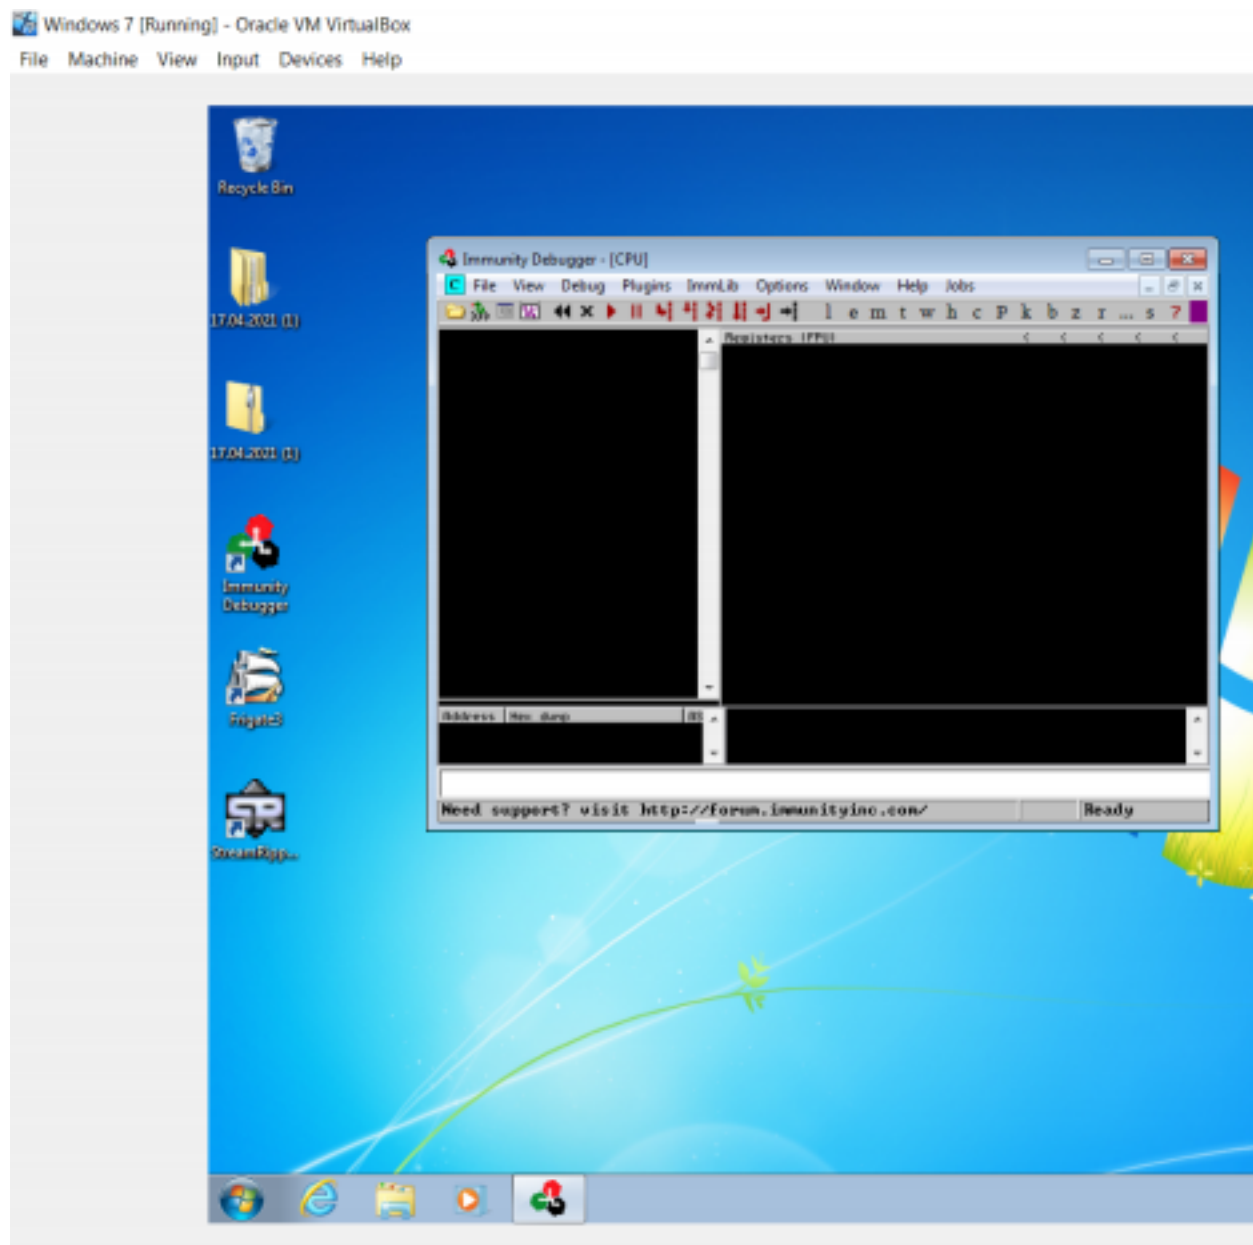 Windows 7 [Running] - Oracle VM VirtualBox
File Machine View Input Devices Help
Recycle Bin
17.04.2021 (1)
17.04.2021 (1)
Immunity
Debugger
Frigate3
StreamRipp...
Immunity Debugger - [CPU]
C File View Debug Plugins ImmLib Options Window Help Jobs
l e m t w h c P k b z r ... s ?
Registers (FPU) < < < < <
Address Hex dump AS
Need support? visit http://forum.immunityinc.com/ Ready